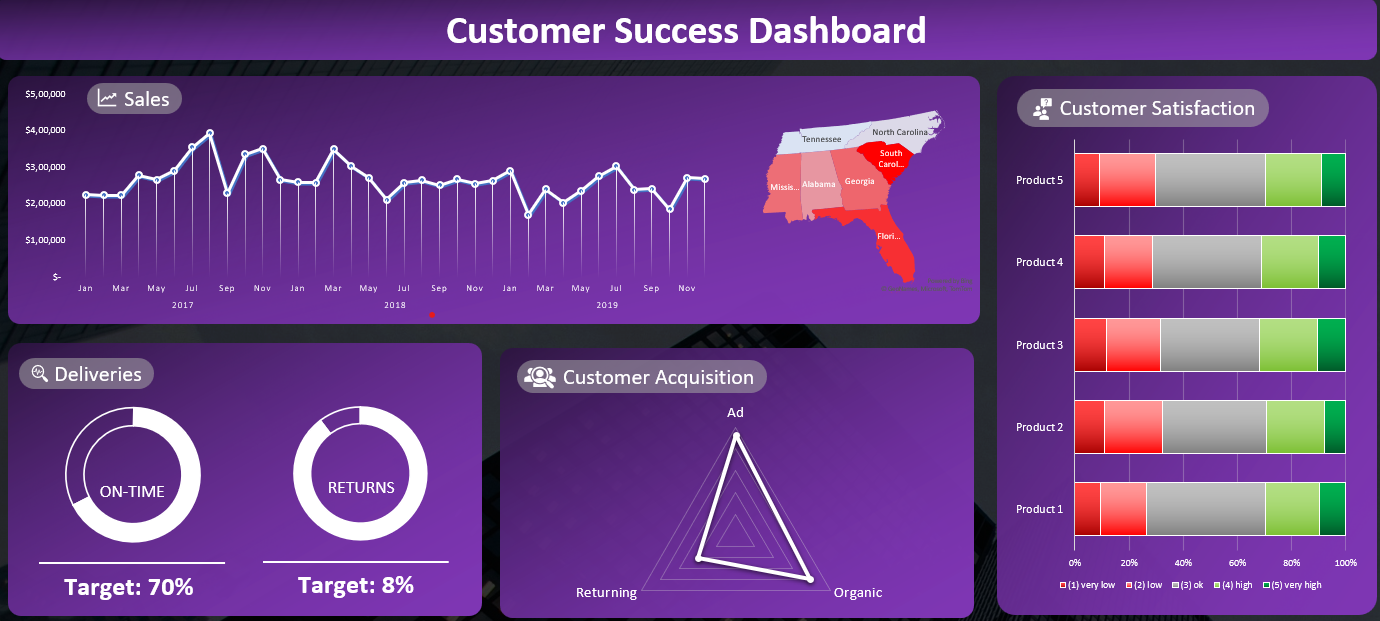 Customer Success Dashboard
Sales
$5,00,000
$4,00,000
$3,00,000
$2,00,000
$1,00,000
$-
Jan Mar May Jul Sep Nov Jan Mar May Jul Sep Nov Jan Mar May Jul Sep Nov
2017 2018 2019
Tennessee
North Carolina...
South
Carol...
Missis...
Alabama
Georgia
Flori...
Customer Satisfaction
Product 5
Product 4
Product 3
Product 2
Product 1
0% 20% 40% 60% 80% 100%
(1) very low (2) low (3) ok (4) high (5) very high
Deliveries
ON-TIME
RETURNS
Target: 70%
Target: 8%
Customer Acquisition
Ad
Returning
Organic